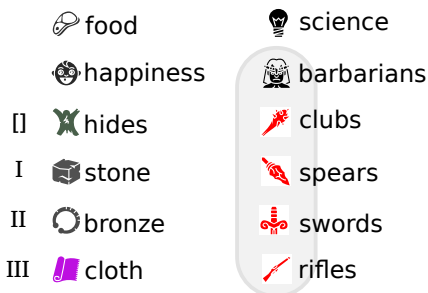 food science
happiness barbarians
[] hides clubs
I stone spears
II bronze swords
III cloth rifles